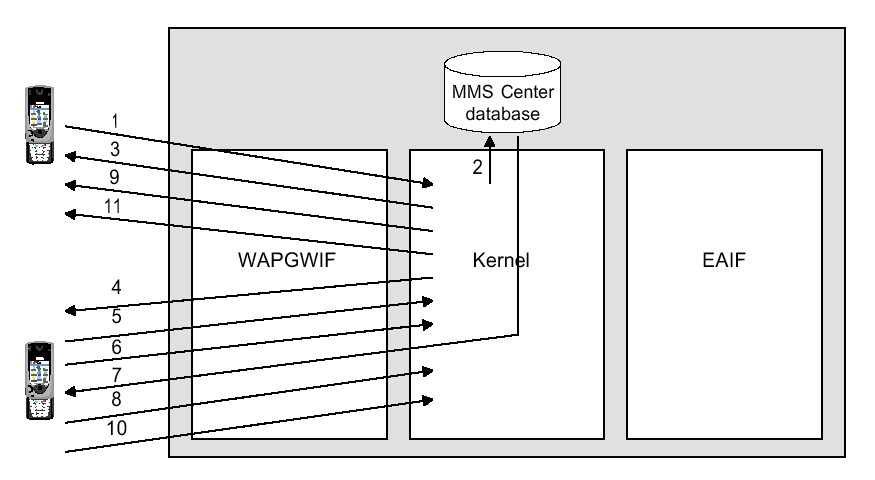 MMS Center
database
1
3
2
9
11
WAPGWIF
Kernel
EAIF
4
5
6
7
8
10